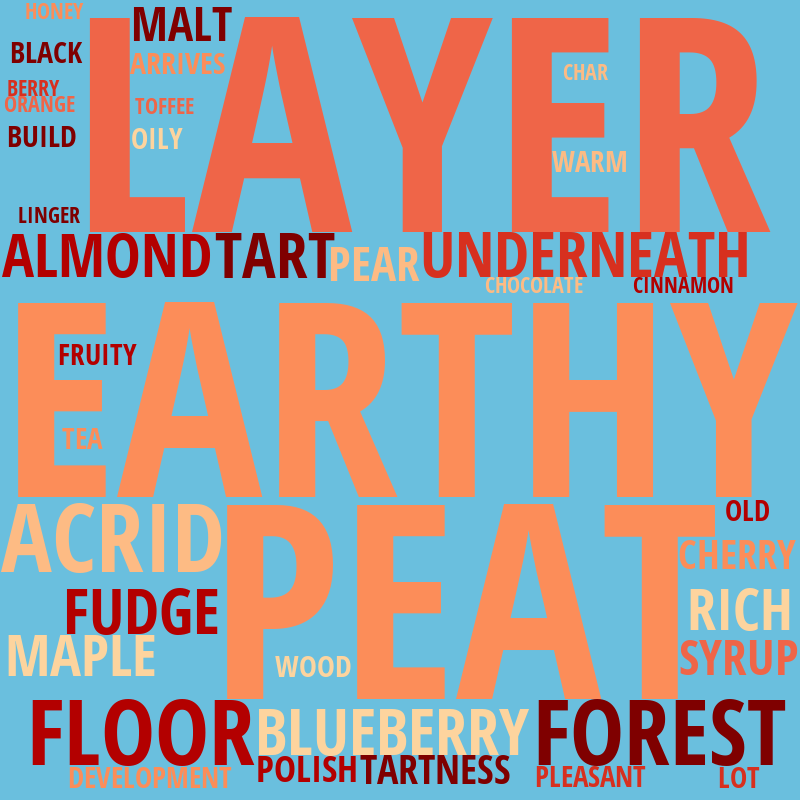 HONEY
MALT
LAYER
BLACK
ARRIVES
CHAR
BERRY
ORANGE
TOFFEE
BUILD
OILY
WARM
LINGER
ALMOND TART PEAR UNDERNEATH
CHOCOLATE CINNAMON
EARTHY
FRUITY
TEA
ACRID
PEAT
OLD
CHERRY
FUDGE
RICH
MAPLE
WOOD
SYRUP
FLOOR BLUEBERRY FOREST
DEVELOPMENT POLISH TARTNESS PLEASANT LOT